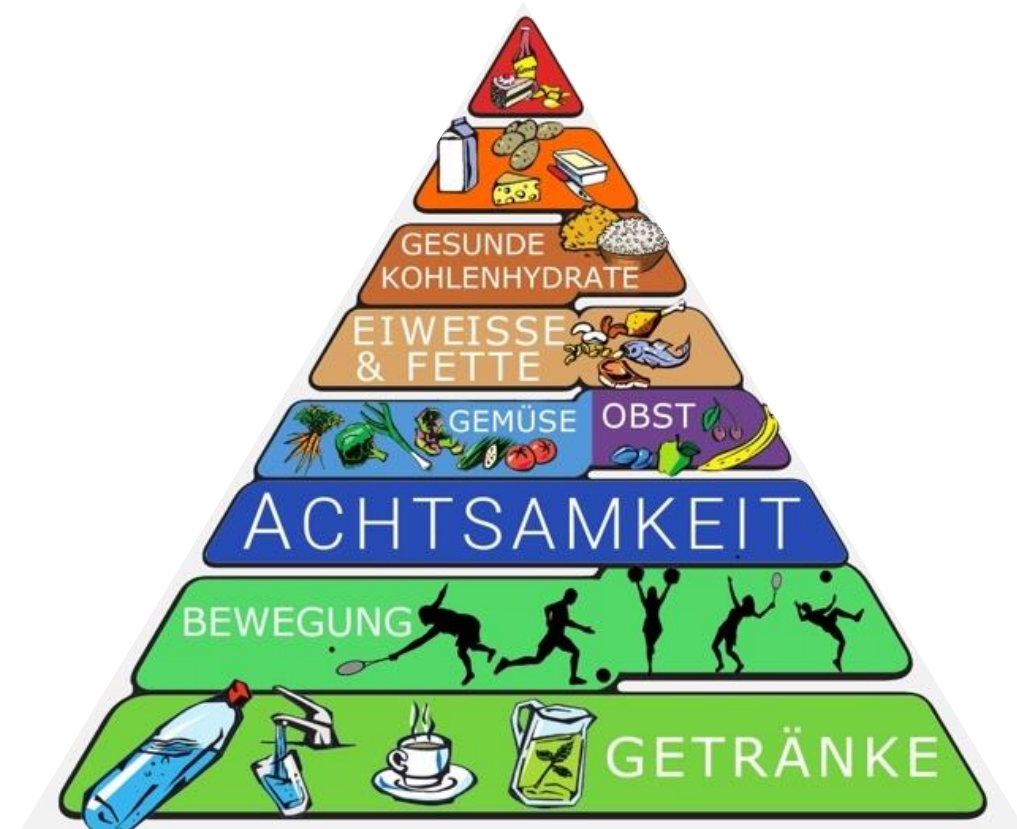 GESUNDE
KOHLENHYDRATE
EIWEISSE
& FETTE
GEMÜSE
OBST
ACHTSAMKEIT
BEWEGUNG
GETRÄNKE